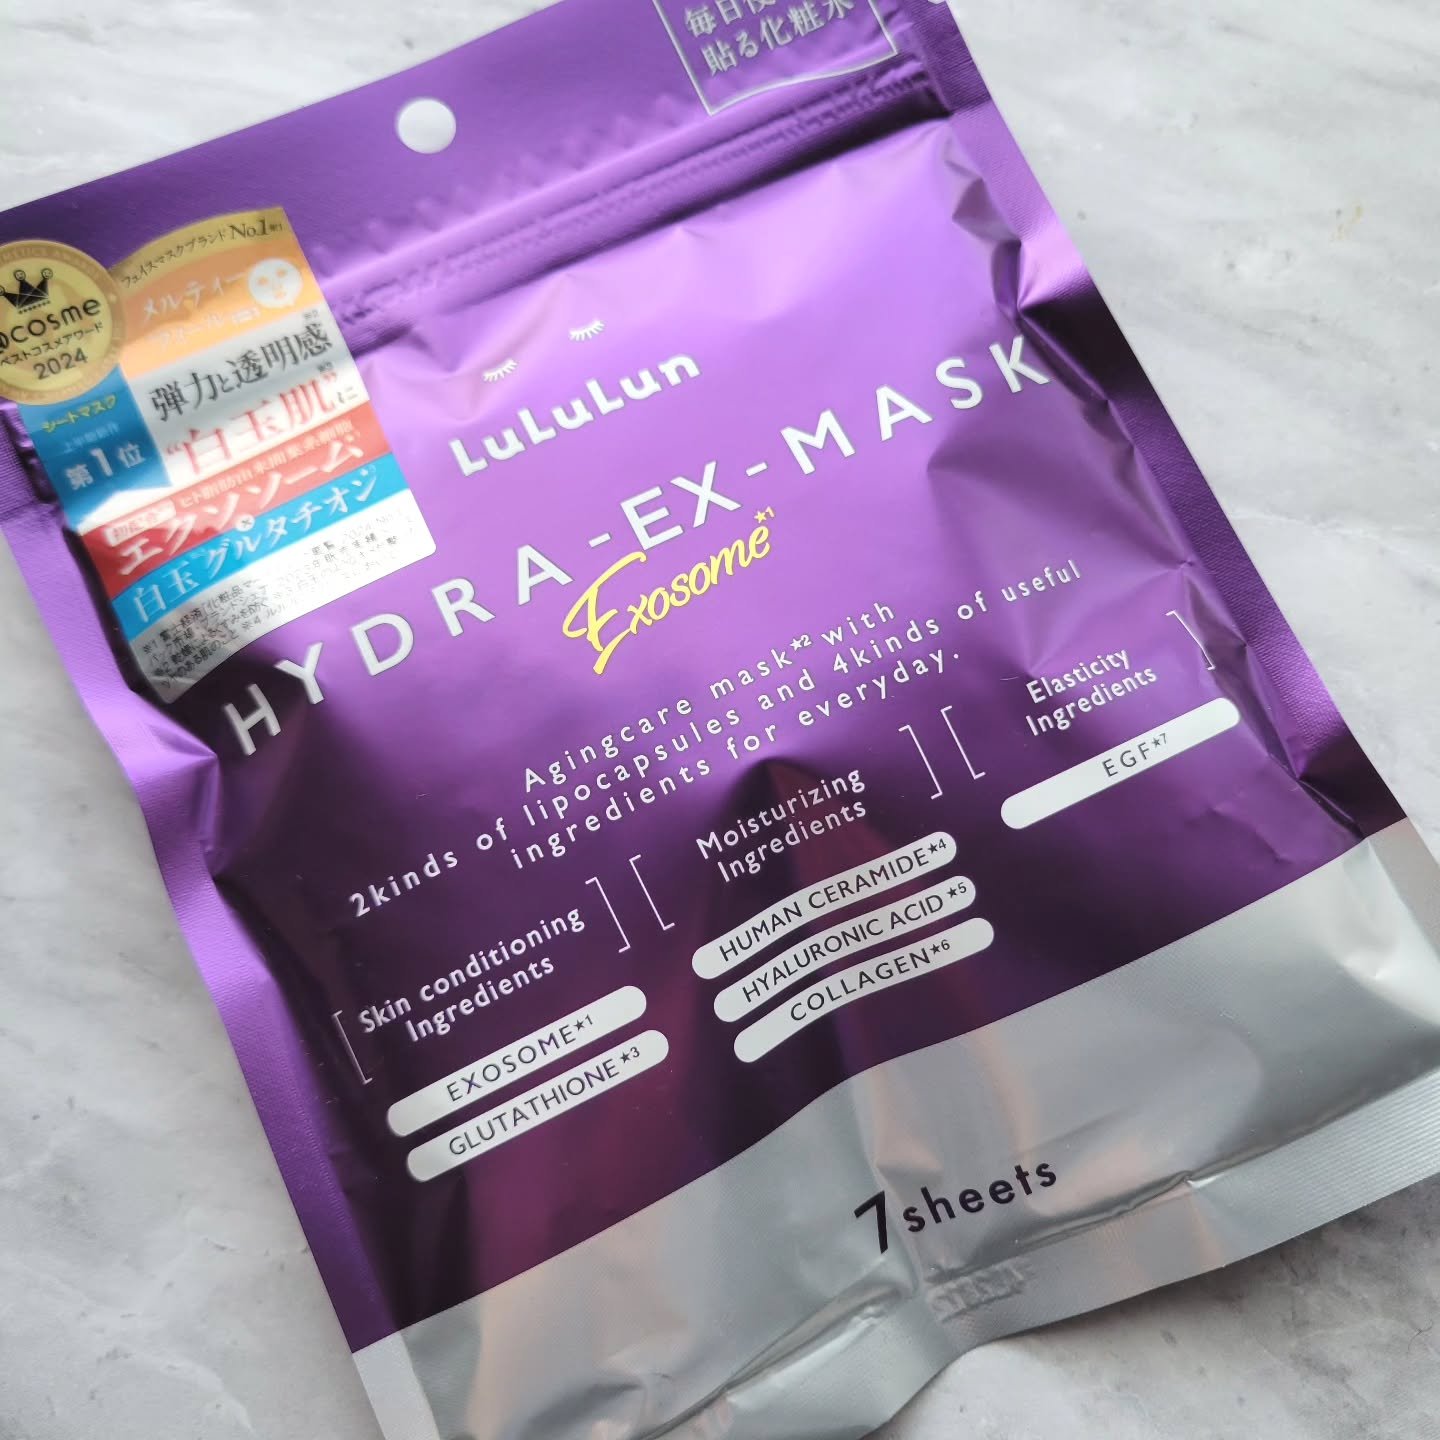 貼る化粧水
フェイスマスクブランドNo.1
メルティー
フィール
@cosme
ベストコスメアワード
2024
シートマスク
第1位
弾力と透明感
"白玉肌"に
エクソソーム
×
白玉グルタチオン
LuLuLun
HYDRA-EX-MASK
Exosome★1
Agingcare mask★2 with
2kinds of lipocapsules and 4kinds of useful
ingredients for everyday.
[Skin conditioning
Ingredients]
EXOSOME★1
GLUTATHIONE★3
[Moisturizing
Ingredients]
HUMAN CERAMIDE★4
HYALURONIC ACID★5
COLLAGEN★6
[Elasticity
Ingredients]
EGF★7
7sheets